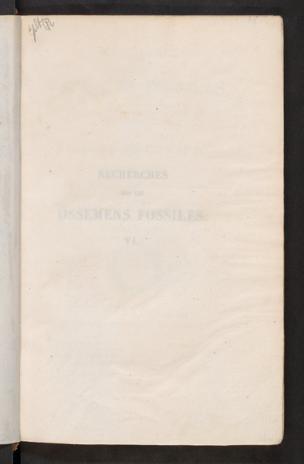 RECHERCHES
SUR LES
OSSEMENS FOSSILES.
VI.